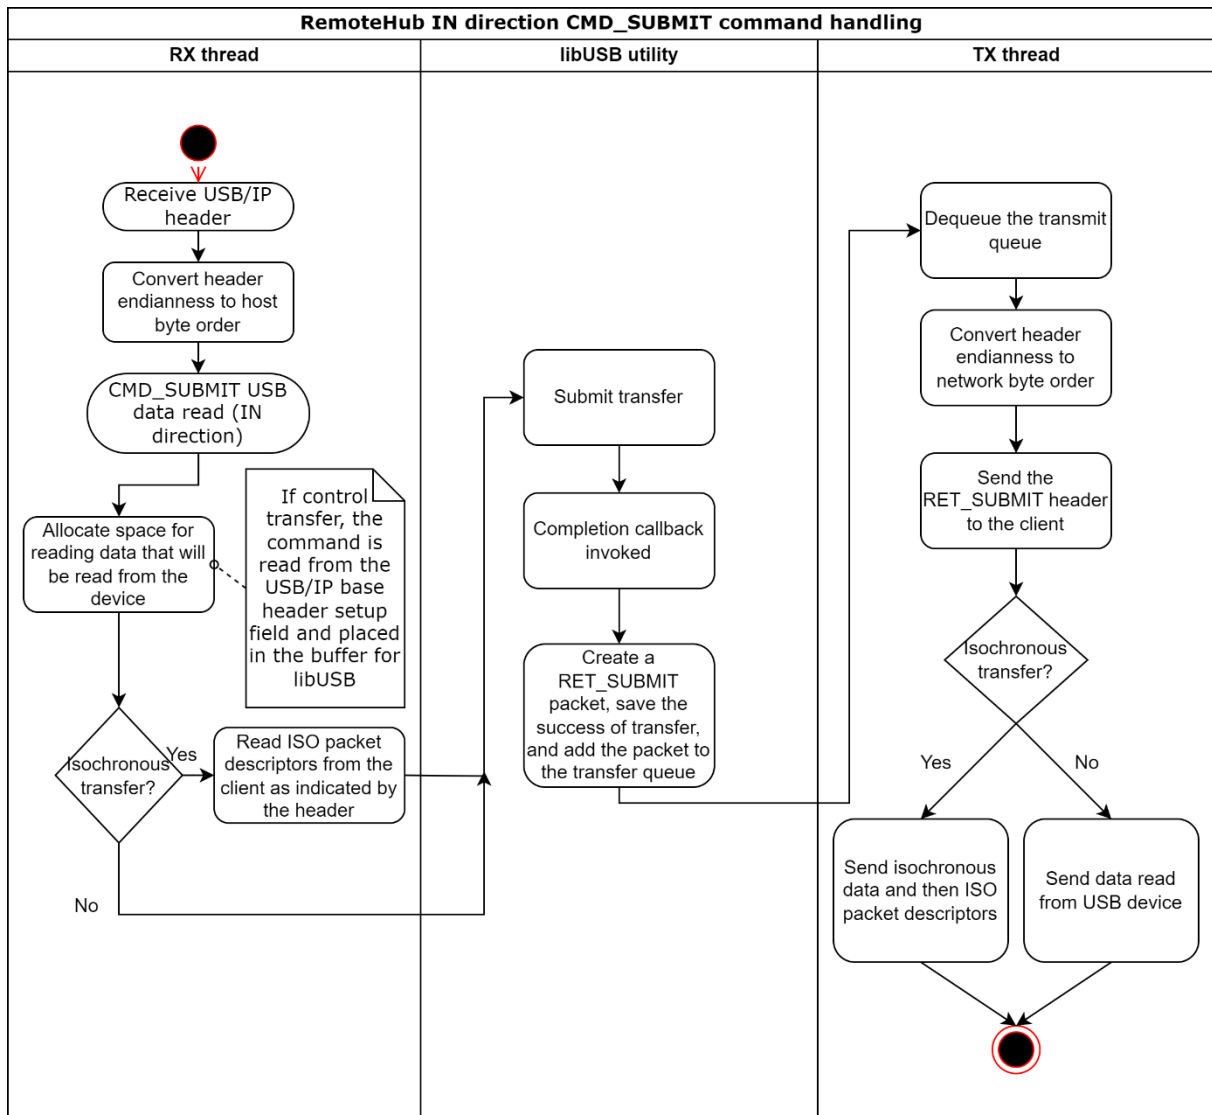 RemoteHub IN direction CMD_SUBMIT command handling
RX thread
libUSB utility
TX thread
Receive USB/IP
header
Convert header
endianness to host
byte order
CMD_SUBMIT USB
data read (IN
direction)
Allocate space for
reading data that will
be read from the
device
If control
transfer, the
command is
read from the
USB/IP base
header setup
field and placed
in the buffer for
libUSB
Isochronous
transfer?
Yes
Read ISO packet
descriptors from the
client as indicated by
the header
No
Submit transfer
Completion callback
invoked
Create a
RET_SUBMIT
packet, save the
success of transfer,
and add the packet to
the transfer queue
Dequeue the transmit
queue
Convert header
endianness to
network byte order
Send the
RET_SUBMIT header
to the client
Isochronous
transfer?
Yes
No
Send isochronous
data and then ISO
packet descriptors
Send data read
from USB device